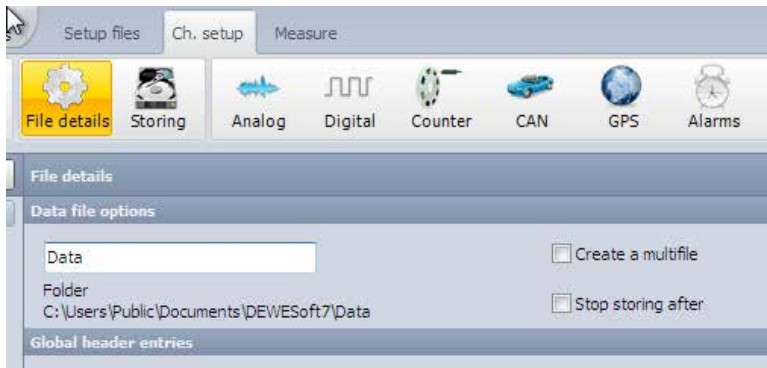 Setup files Ch. setup Measure
File details Storing Analog Digital Counter CAN GPS Alarms
File details
Data file options
Data
Create a multifile
Folder
C:\Users\Public\Documents\DEWESoft7\Data
Stop storing after
Global header entries